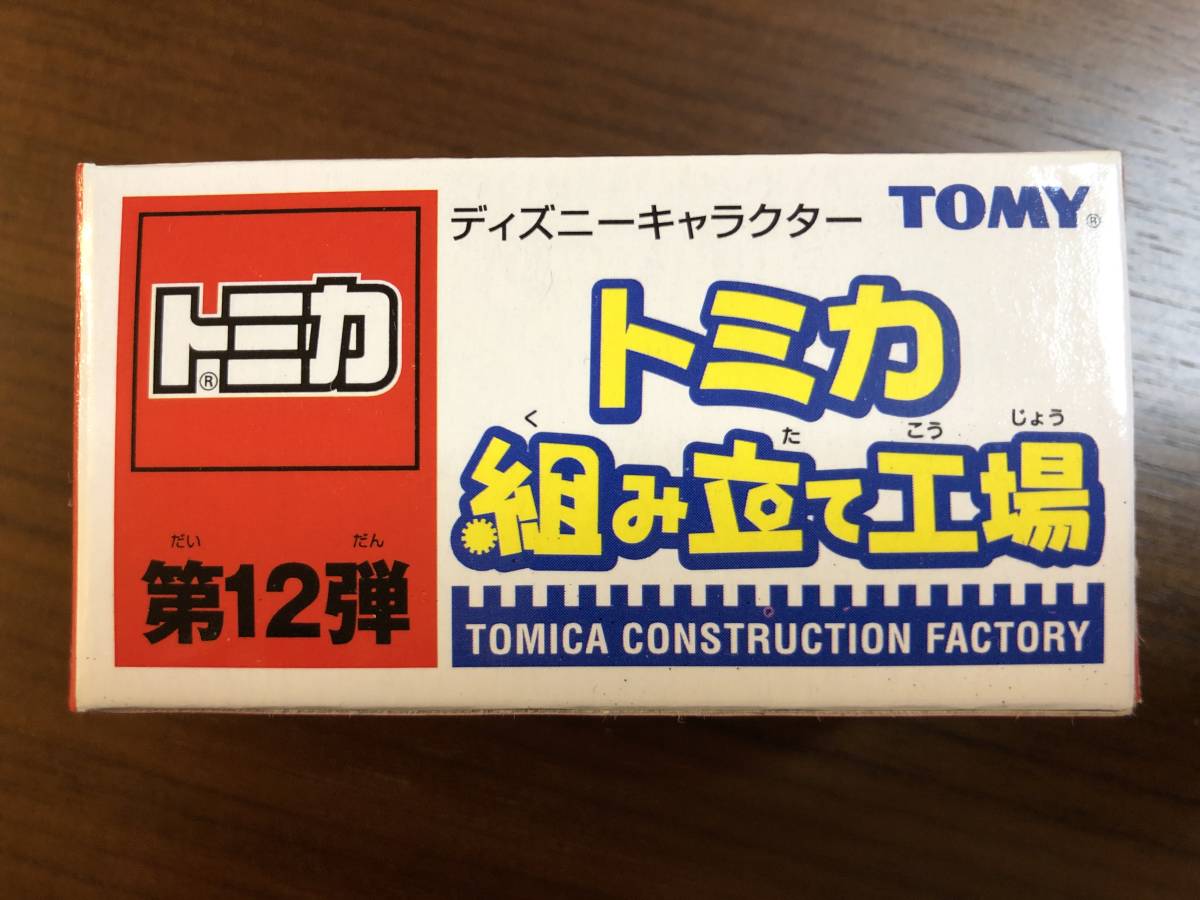 トミカ®
だい だん
第12弾
ディズニーキャラクター
TOMY®
トミカ
く た こう じょう
組み立て工場
TOMICA CONSTRUCTION FACTORY